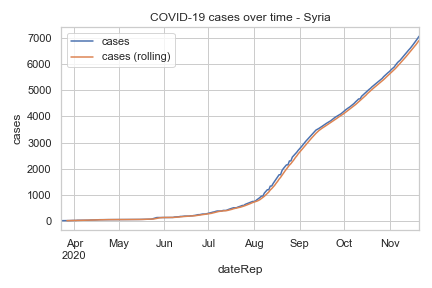 COVID-19 cases over time - Syria
cases
cases (rolling)
7000
6000
5000
4000
3000
2000
1000
0
cases
Apr May Jun Jul Aug Sep Oct Nov
2020
dateRep